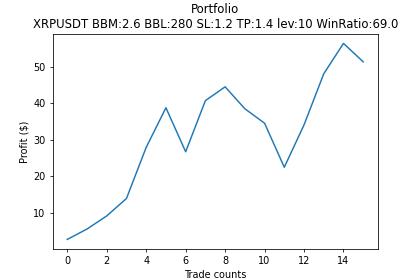 Portfolio
XRPUSDT BBM:2.6 BBL:280 SL:1.2 TP:1.4 lev:10 WinRatio:69.0
Profit ($)
50
40
30
20
10
0 2 4 6 8 10 12 14
Trade counts